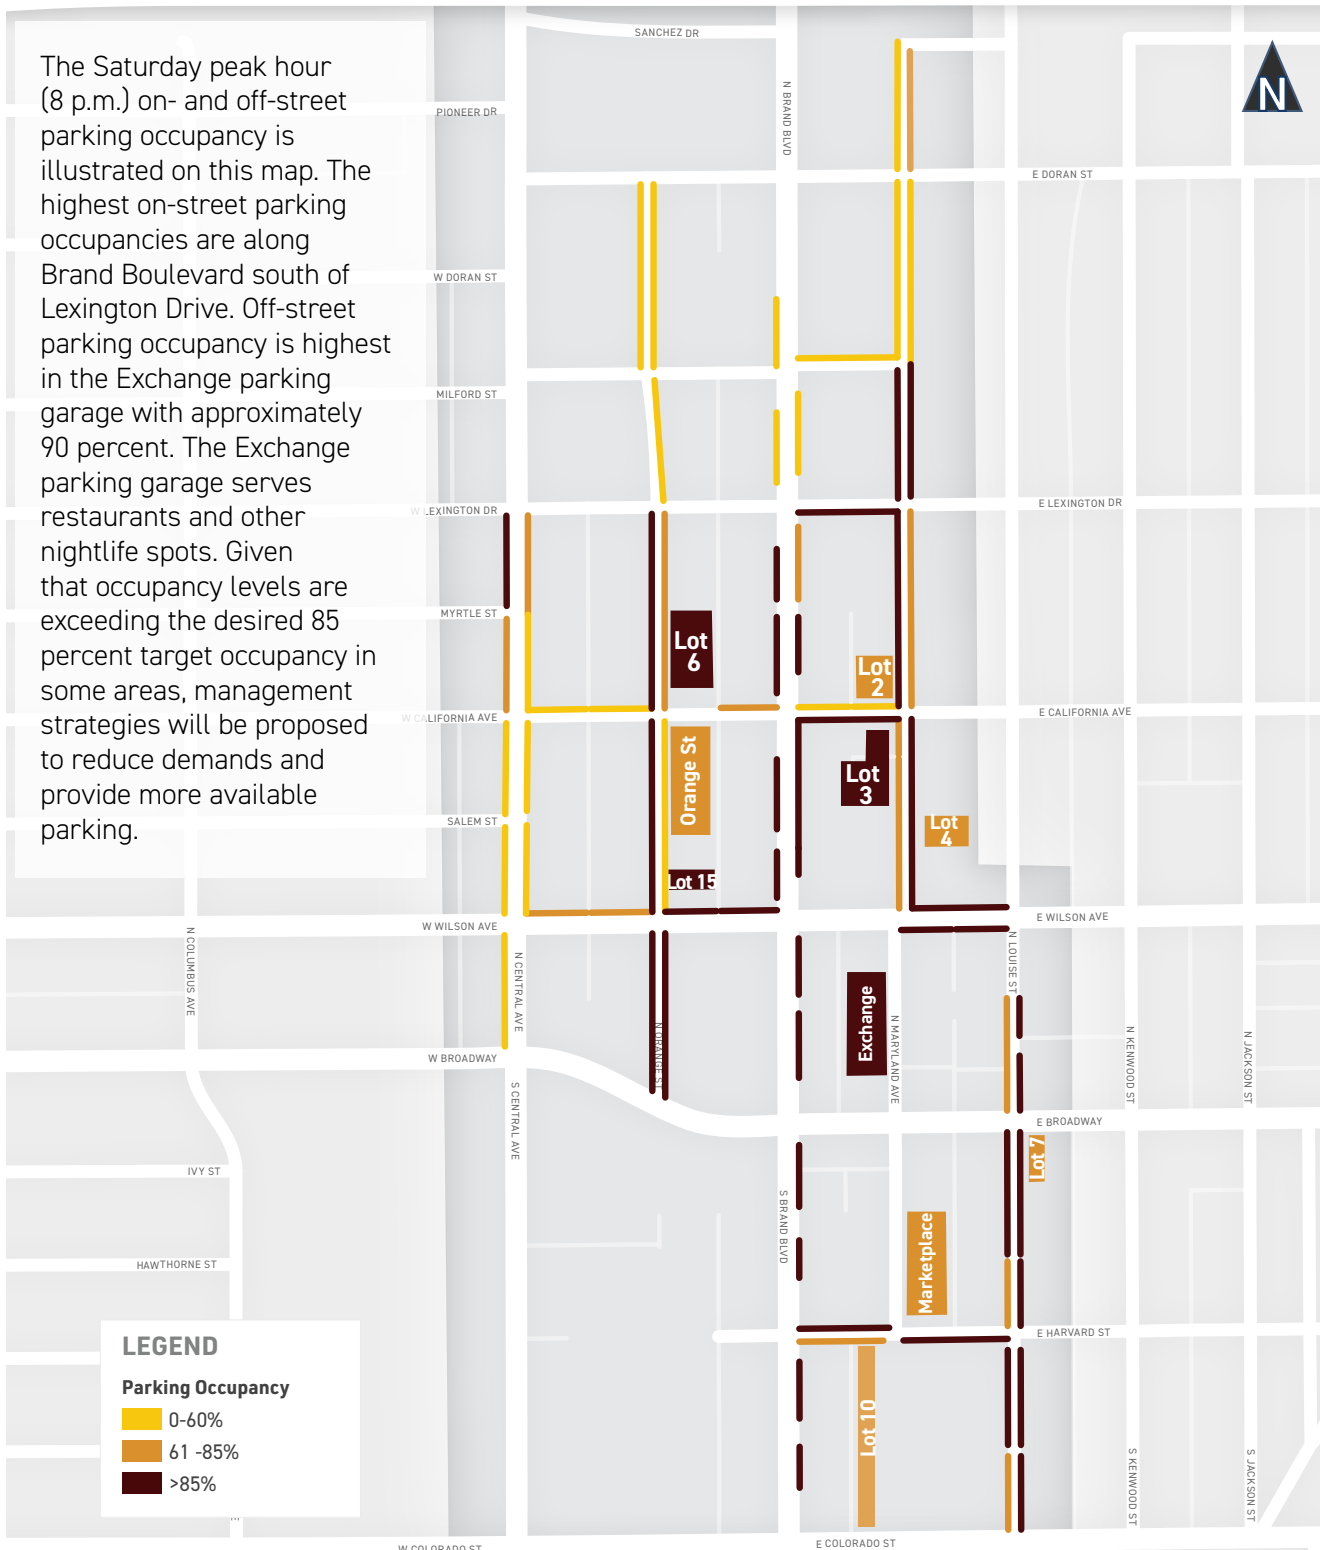 The Saturday peak hour
(8 p.m.) on- and off-street
parking occupancy is
illustrated on this map. The
highest on-street parking
occupancies are along
Brand Boulevard south of
Lexington Drive. Off-street
parking occupancy is highest
in the Exchange parking
garage with approximately
90 percent. The Exchange
parking garage serves
restaurants and other
nightlife spots. Given
that occupancy levels are
exceeding the desired 85
percent target occupancy in
some areas, management
strategies will be proposed
to reduce demands and
provide more available
parking.
SANCHEZ DR
N BRAND BLVD
N
PIONEER DR
E DORAN ST
W DORAN ST
MILFORD ST
W LEXINGTON DR
E LEXINGTON DR
MYRTLE ST
Lot
6
Lot
2
W CALIFORNIA AVE
E CALIFORNIA AVE
Orange St
Lot
3
SALEM ST
Lot
4
Lot 15
W WILSON AVE
E WILSON AVE
N COLUMBUS AVE
N CENTRAL AVE
N LOUISE ST
Exchange
N ORANGE ST
N MARYLAND AVE
N KENWOOD ST
N JACKSON ST
W BROADWAY
S CENTRAL AVE
E BROADWAY
Lot 7
IVY ST
S BRAND BLVD
Marketplace
HAWTHORNE ST
E HARVARD ST
LEGEND
Parking Occupancy
0-60%
61 -85%
>85%
Lot 10
S KENWOOD ST
S JACKSON ST
W COLORADO ST
E COLORADO ST